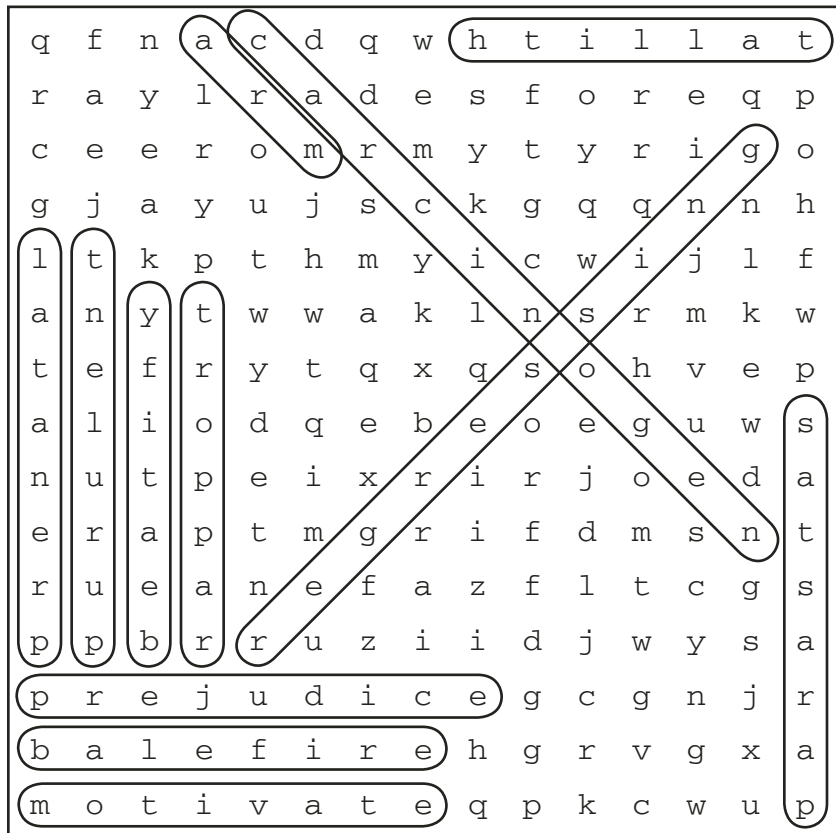 q f n a c d q w h t i l l a t
r a y l r a d e s f o r e q p
c e e r o m r m y t y r i g o
g j a y u j s c k g q q n n h
l t k p t h m y i c w i j l f
a n y t w w a k l n s r m k w
t e f r y t q x q s o h v e p
a l i o d q e b e o e g u w s
n u t p e i x r i r j o e d a
e r a p t m g r i f d m s n t
r u e a n e f a z f l t c g s
p p b r r u z i i d j w y s a
p r e j u d i c e g c g n j r
b a l e f i r e h g r v g x a
m o t i v a t e q p k c w u p